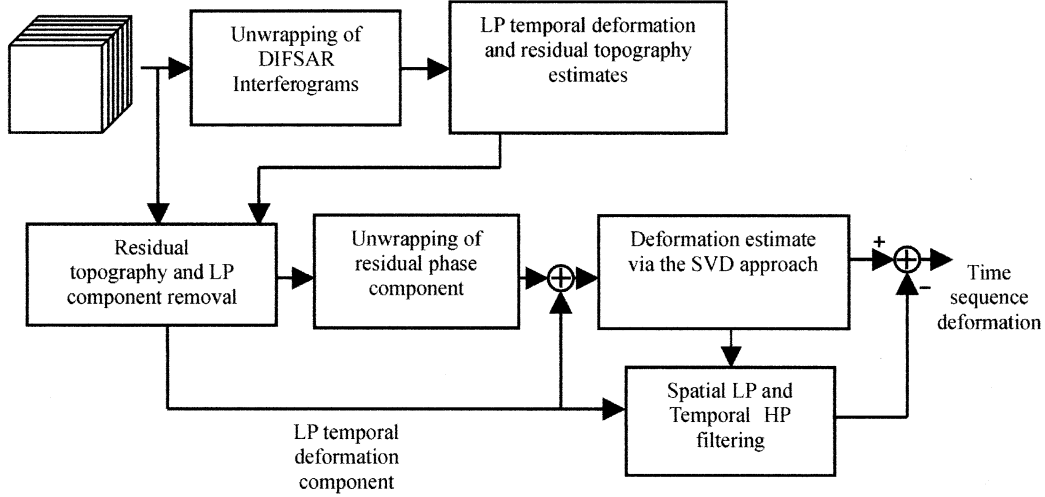 Unwrapping of
DIFSAR
Interferograms
LP temporal deformation
and residual topography
estimates
Residual
topography and LP
component removal
Unwrapping of
residual phase
component
Deformation estimate
via the SVD approach
+
−
Time
sequence
deformation
Spatial LP and
Temporal HP
filtering
LP temporal
deformation
component